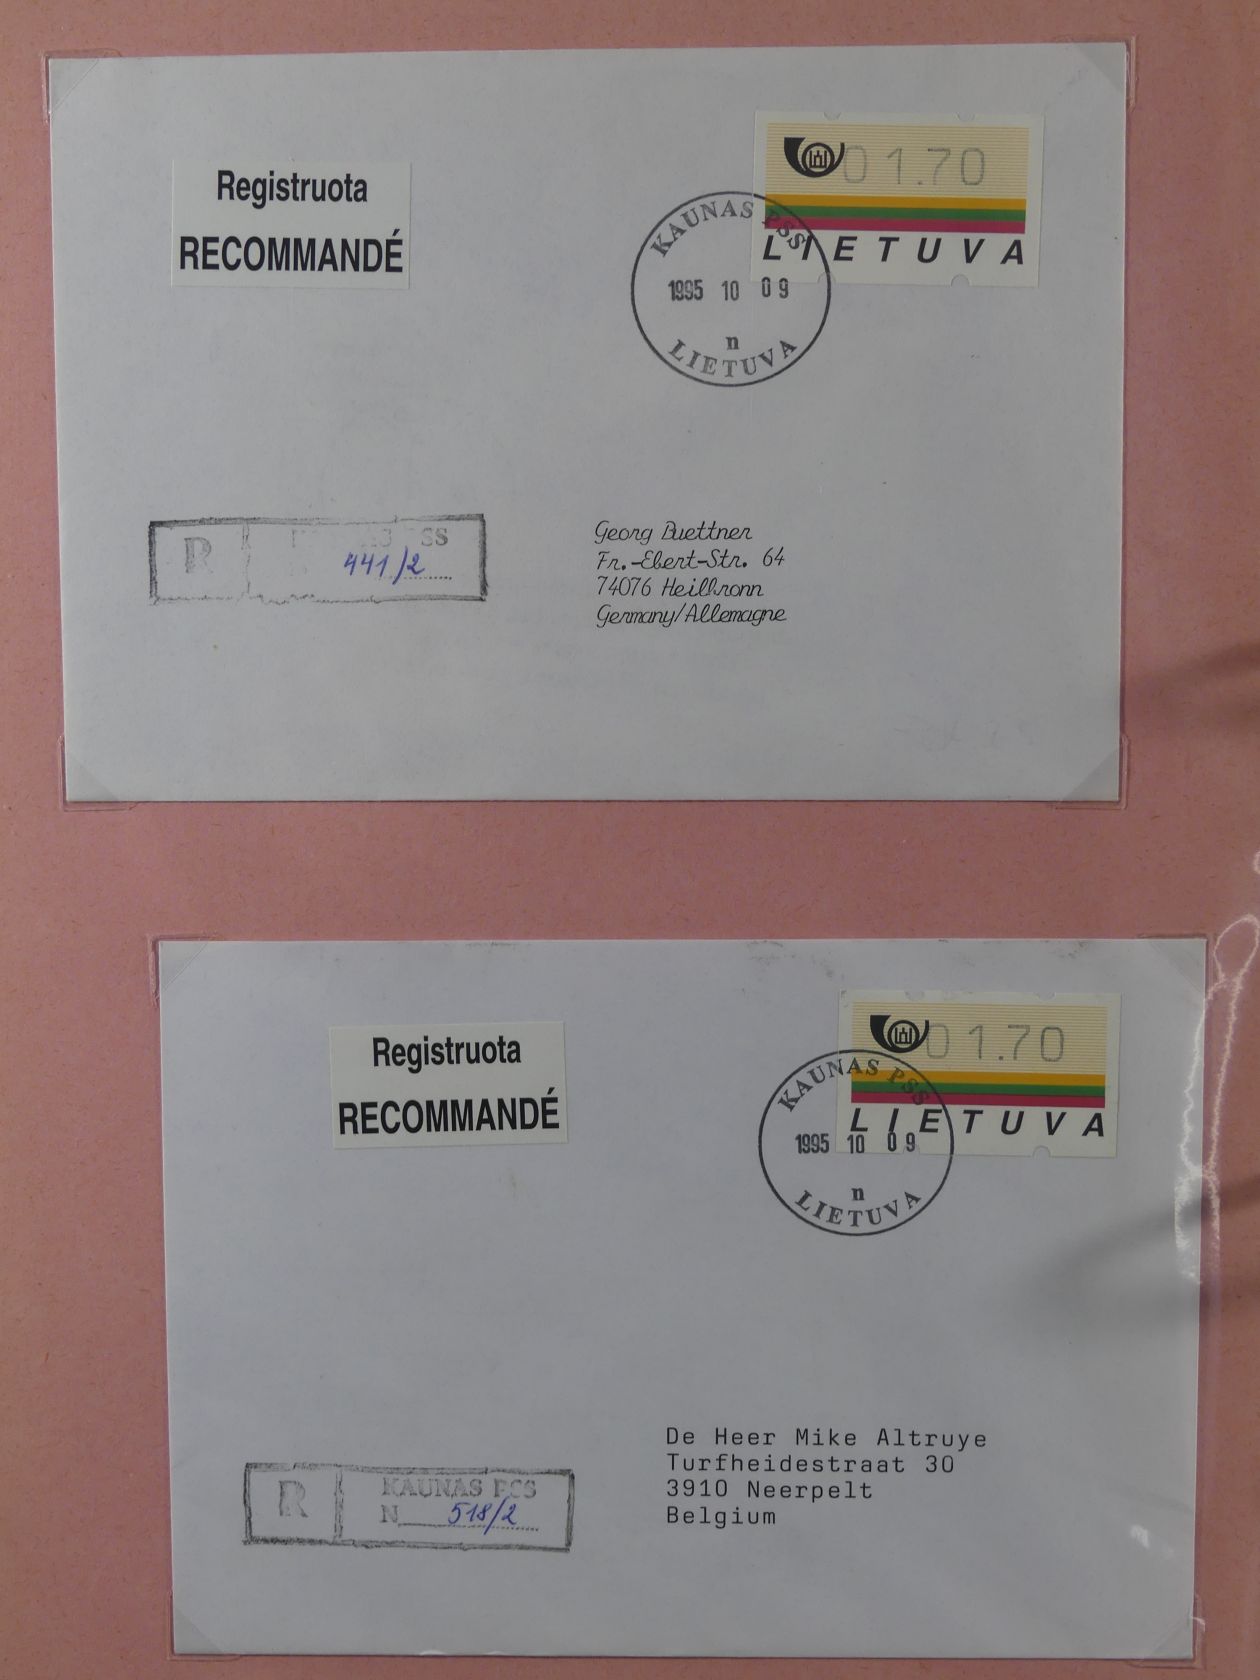 Registruota
RECOMMANDÉ
01.70
LIETUVA
KAUNAS PSS
1995 10 09
n
LIETUVA
R
SS
441/2
Georg Buettner
Fr.-Ebert-Str. 64
74076 Heilbronn
Germany/Allemagne
Registruota
RECOMMANDÉ
01.70
LIETUVA
KAUNAS PSS
1995 10 09
n
LIETUVA
R
KAUNAS PSS
N 518/2
De Heer Mike Altruye
Turfheidestraat 30
3910 Neerpelt
Belgium